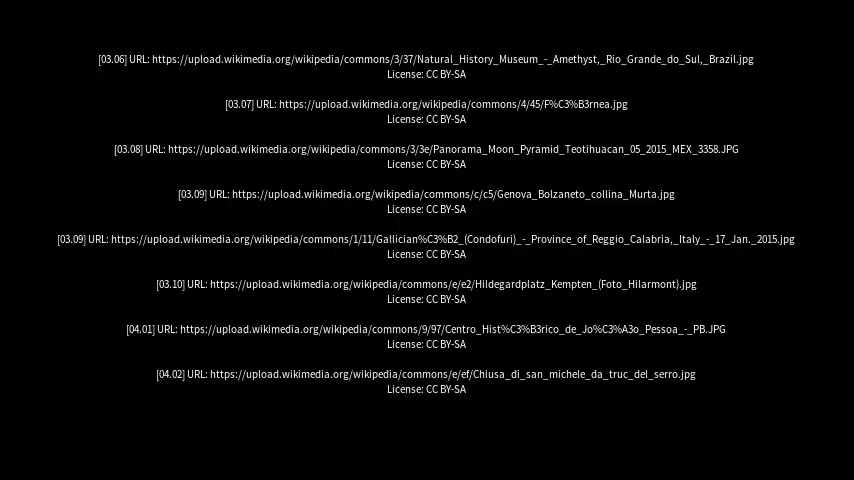 [03.06] URL: https://upload.wikimedia.org/wikipedia/commons/3/37/Natural_History_Museum_-_Amethyst,_Rio_Grande_do_Sul,_Brazil.jpg
License: CC BY-SA
[03.07] URL: https://upload.wikimedia.org/wikipedia/commons/4/45/F%C3%B3rnea.jpg
License: CC BY-SA
[03.08] URL: https://upload.wikimedia.org/wikipedia/commons/3/3e/Panorama_Moon_Pyramid_Teotihuacan_05_2015_MEX_3358.JPG
License: CC BY-SA
[03.09] URL: https://upload.wikimedia.org/wikipedia/commons/c/c5/Genova_Bolzaneto_collina_Murta.jpg
License: CC BY-SA
[03.09] URL: https://upload.wikimedia.org/wikipedia/commons/1/11/Gallician%C3%B2_(Condofuri)_-_Province_of_Reggio_Calabria,_Italy_-_17_Jan._2015.jpg
License: CC BY-SA
[03.10] URL: https://upload.wikimedia.org/wikipedia/commons/e/e2/Hildegardplatz_Kempten_(Foto_Hilarmont).jpg
License: CC BY-SA
[04.01] URL: https://upload.wikimedia.org/wikipedia/commons/9/97/Centro_Hist%C3%B3rico_de_Jo%C3%A3o_Pessoa_-_PB.JPG
License: CC BY-SA
[04.02] URL: https://upload.wikimedia.org/wikipedia/commons/e/ef/Chiusa_di_san_michele_da_truc_del_serro.jpg
License: CC BY-SA